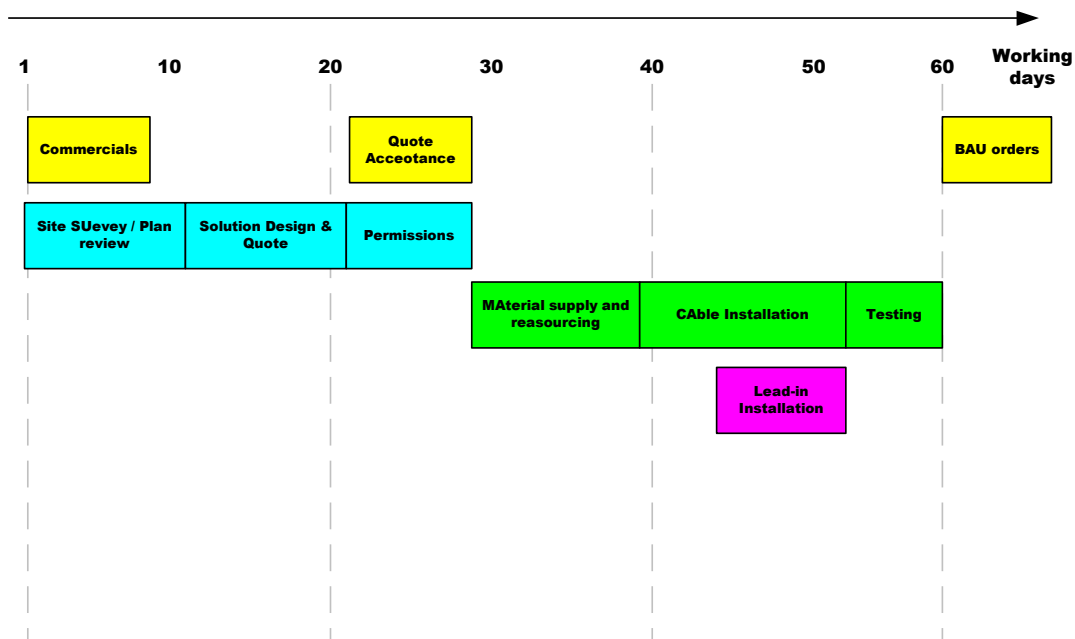 1 10 20 30 40 50 60 Working
days
Commercials
Quote
Acceotance
BAU orders
Site SUevey / Plan
review
Solution Design &
Quote
Permissions
MAterial supply and
reasourcing
CAble Installation
Testing
Lead-in
Installation